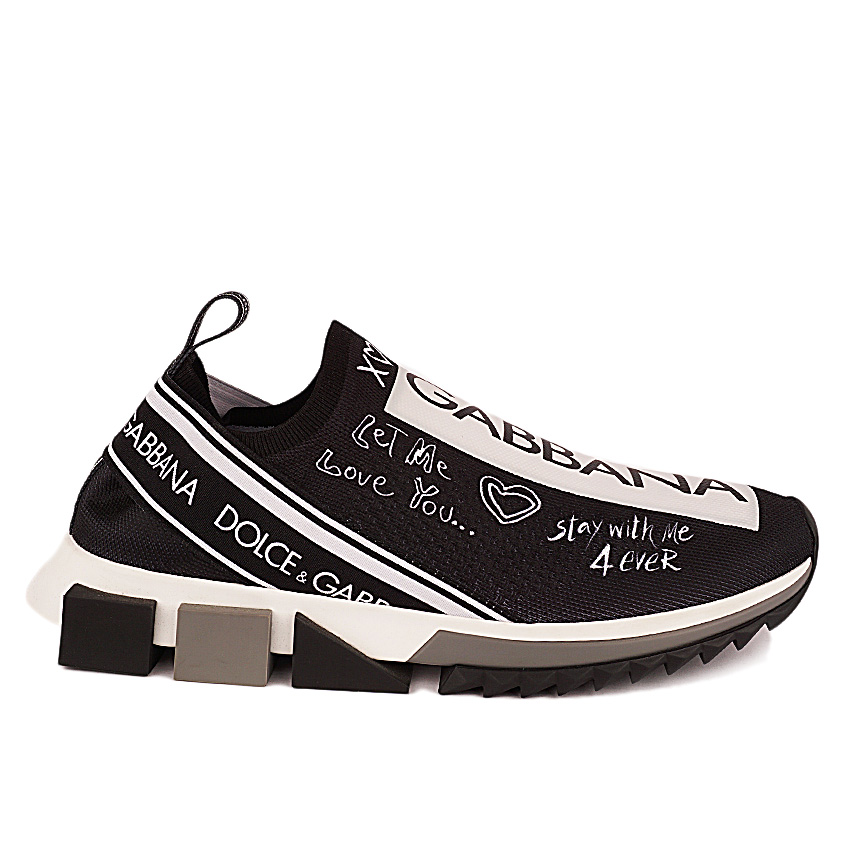 GABBANA
LeT Me
Love You...
stay with me
4 eveR
GABBANA
DOLCE & GABB